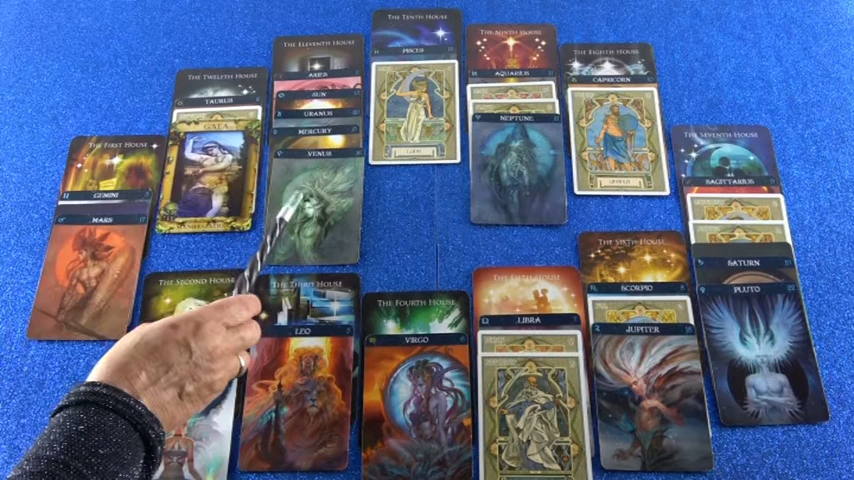 THE TENTH HOUSE
PISCES
THE ELEVENTH HOUSE
ARIES
SUN
URANUS
MERCURY
VENUS
THE NINTH HOUSE
AQUARIUS
NEPTUNE
THE EIGHTH HOUSE
CAPRICORN
THE TWELFTH HOUSE
TAURUS
GAIA
THE FIRST HOUSE
GEMINI
MARS
THE SEVENTH HOUSE
SAGITTARIUS
SATURN
PLUTO
THE SECOND HOUSE
THE THIRD HOUSE
LEO
THE FOURTH HOUSE
VIRGO
THE FIFTH HOUSE
LIBRA
THE SIXTH HOUSE
SCORPIO
JUPITER